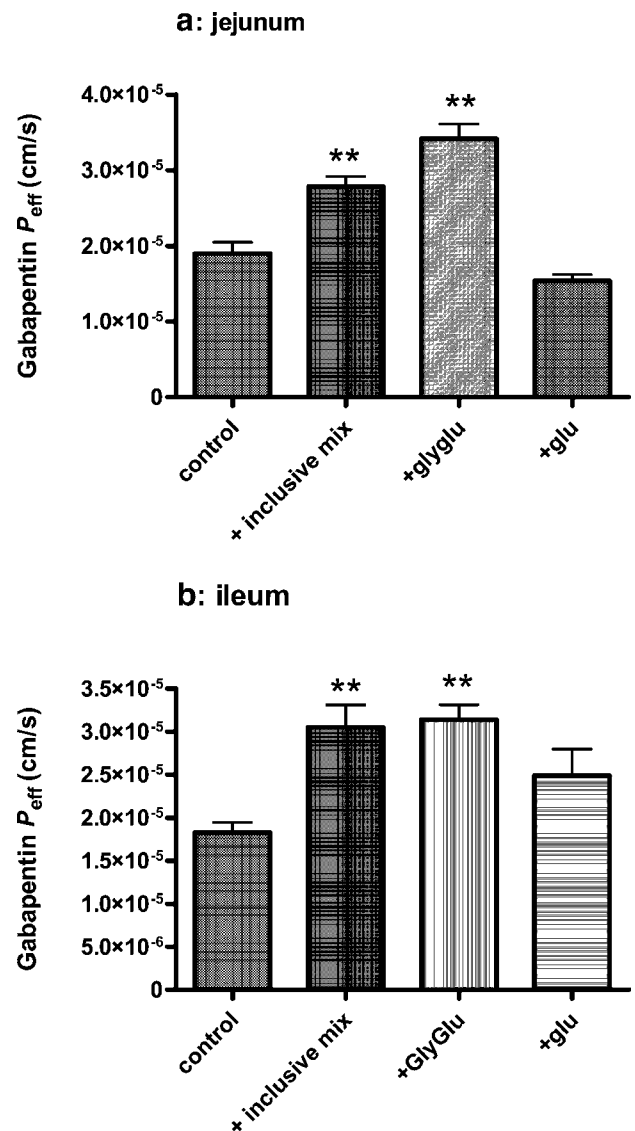 a: jejunum
Gabapentin Peff (cm/s)
4.0×10⁻⁵
3.0×10⁻⁵
2.0×10⁻⁵
1.0×10⁻⁵
0
**
**
control
+ inclusive mix
+glyglu
+glu
b: ileum
Gabapentin Peff (cm/s)
3.5×10⁻⁵
3.0×10⁻⁵
2.5×10⁻⁵
2.0×10⁻⁵
1.5×10⁻⁵
1.0×10⁻⁵
5.0×10⁻⁶
0
**
**
control
+ inclusive mix
+GlyGlu
+glu